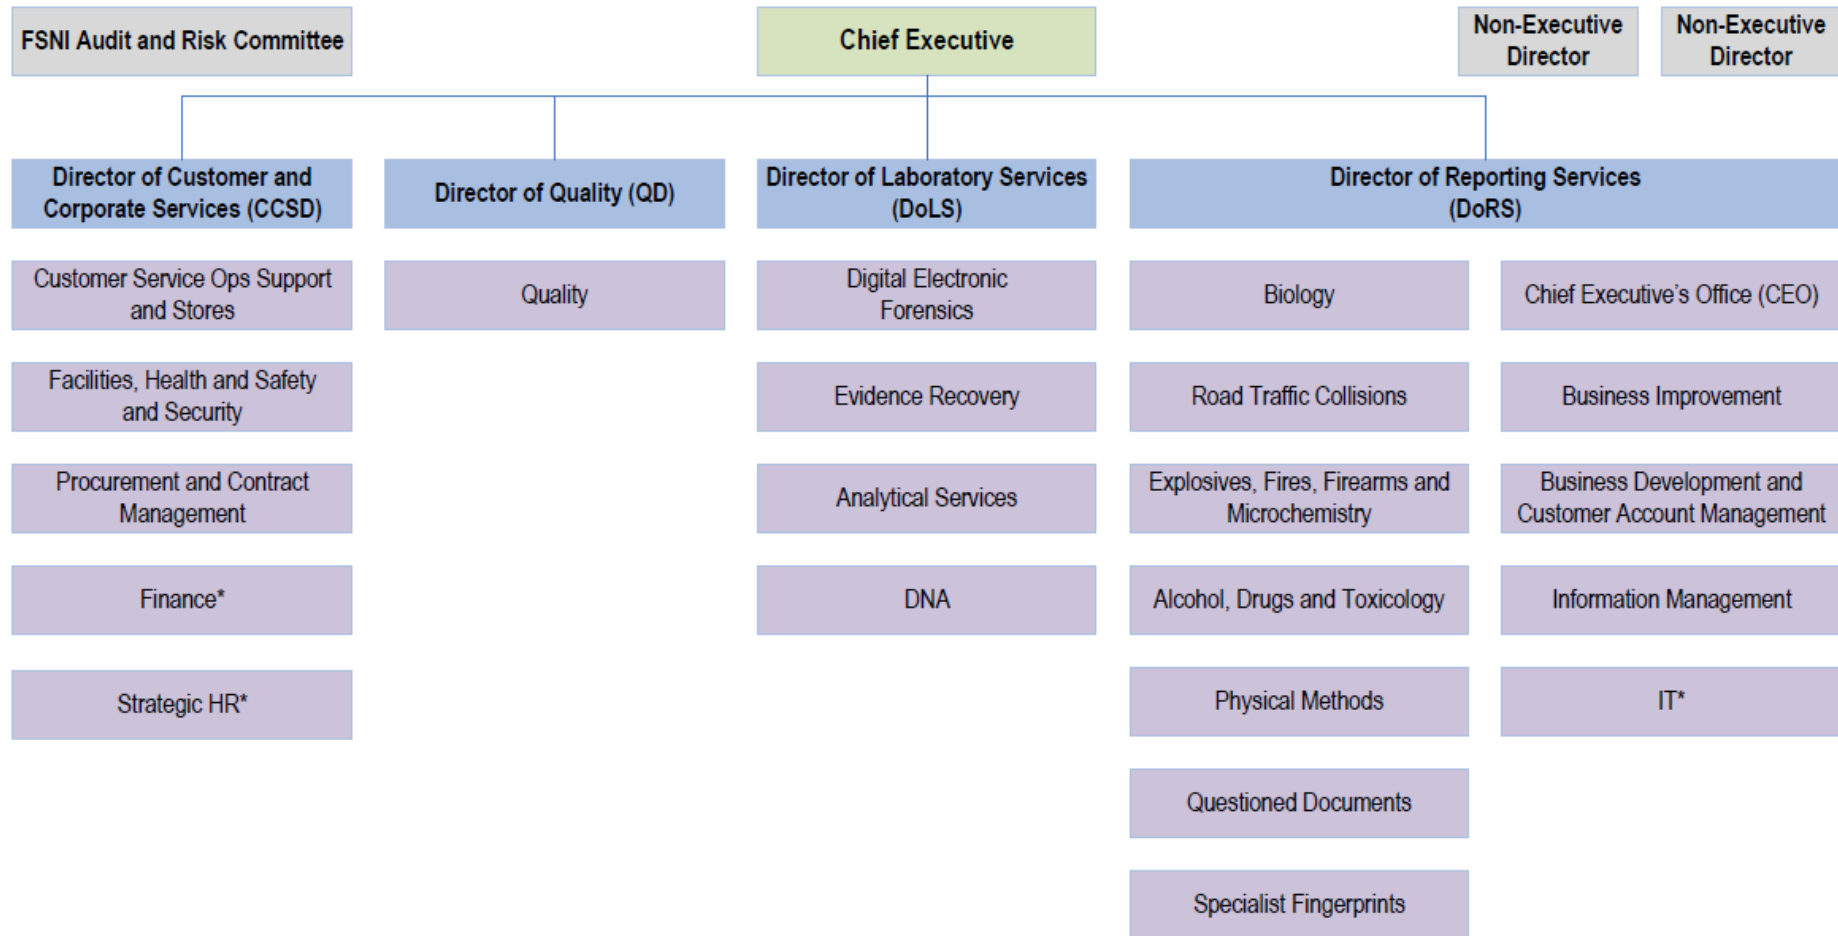 FSNI Audit and Risk Committee
Chief Executive
Non-Executive
Director
Non-Executive
Director
Director of Customer and
Corporate Services (CCSD)
Director of Quality (QD)
Director of Laboratory Services
(DoLS)
Director of Reporting Services
(DoRS)
Customer Service Ops Support
and Stores
Quality
Digital Electronic
Forensics
Biology
Chief Executive's Office (CEO)
Facilities, Health and Safety
and Security
Evidence Recovery
Road Traffic Collisions
Business Improvement
Procurement and Contract
Management
Analytical Services
Explosives, Fires, Firearms and
Microchemistry
Business Development and
Customer Account Management
Finance*
DNA
Alcohol, Drugs and Toxicology
Information Management
Strategic HR*
Physical Methods
IT*
Questioned Documents
Specialist Fingerprints